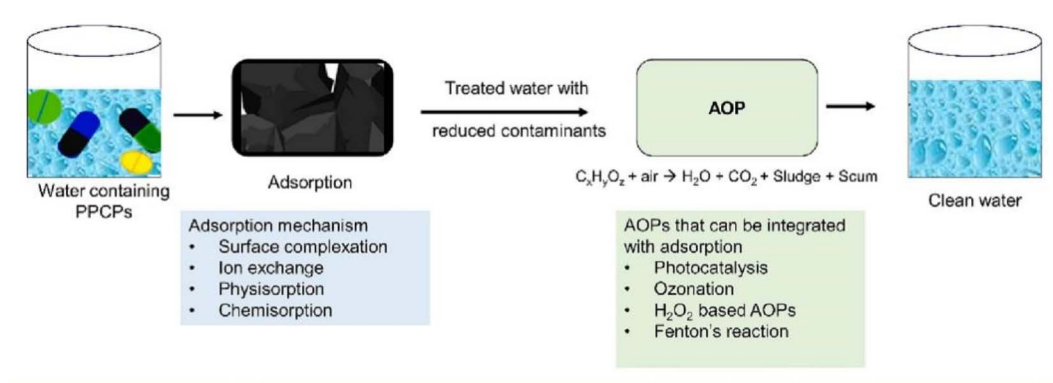 Water containing
PPCPs
Adsorption
Treated water with
reduced contaminants
AOP
CxHyOz + air → H2O + CO2 + Sludge + Scum
Clean water
Adsorption mechanism
• Surface complexation
• Ion exchange
• Physisorption
• Chemisorption
AOPs that can be integrated
with adsorption
• Photocatalysis
• Ozonation
• H2O2 based AOPs
• Fenton's reaction